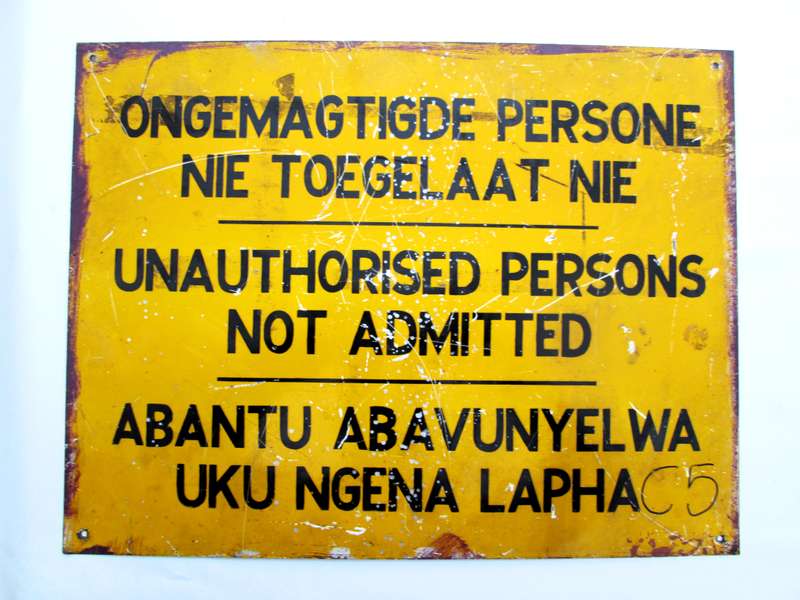 ONGEMAGTIGDE PERSONE
NIE TOEGELAAT NIE
UNAUTHORISED PERSONS
NOT ADMITTED
ABANTU ABAVUNYELWA
UKU NGENA LAPHA C5